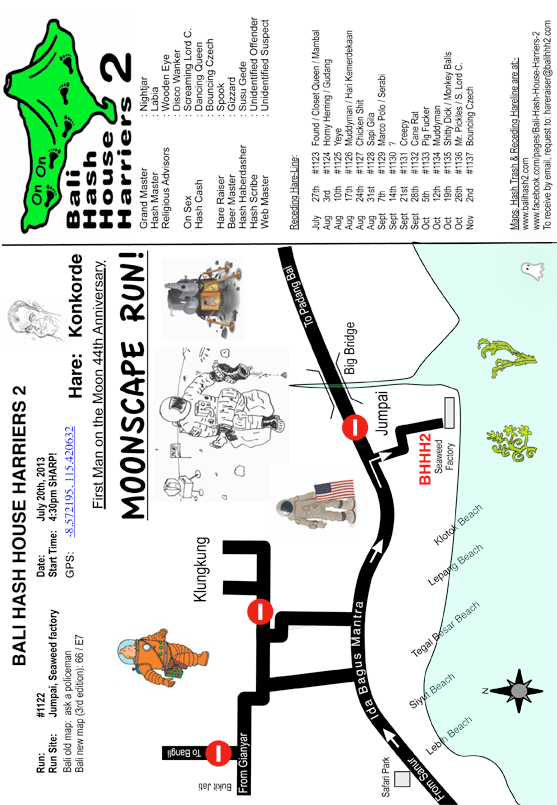 BALI HASH HOUSE HARRIERS 2
Run: #1122
Run Site: Jumpai, Seaweed factory
Bali old map: ask a policeman
Bali new map (3rd edition): 66 / E7
Date: July 20th, 2013
Start Time: 4:30pm SHARP!
GPS: -8.572195, 115.420632
Hare: Konkorde
First Man on the Moon 44th Anniversary,
MOONSCAPE RUN!
Klungkung
To Bangli
Bukit Jati
From Gianyar
Ida Bagus Mantra
To Padang Bai
Big Bridge
Jumpai
BHHH2
Seaweed
Factory
Safari Park
From Sanur
Lebih Beach
Siyut Beach
Tegal Besar Beach
Lepang Beach
Klotok Beach
N
On On
Bali
Hash
House
Harriers 2
Grand Master : Nightjar
Hash Master : Labia
Religious Advisors : Wooden Eye
Disco Wanker
On Sex : Screaming Lord C.
Hash Cash : Dancing Queen
: Bouncing Czech
Hare Raiser : Spook
Beer Master : Gizzard
Hash Haberdasher : Susu Gede
Hash Scribe : Unidentified Offender
Web Master : Unidentified Suspect
Receding Hare-Line:
July 27th #1123 Found / Closet Queen / Mambal
Aug 3rd #1124 Horny Herring / Gudang
Aug 10th #1125 Yeye
Aug 17th #1126 Muddyman / Hari Kemerdekaan
Aug 24th #1127 Chicken Shit
Aug 31st #1128 Sapi Gila
Sept 7th #1129 Marco Polo / Serabi
Sept 14th #1130 ?
Sept 21st #1131 Creepy
Sept 28th #1132 Cane Rat
Oct 5th #1133 Pig Fucker
Oct 12th #1134 Muddyman
Oct 19th #1135 Shitty Dick / Monkey Balls
Oct 26th #1136 Mr. Pickles / S. Lord C.
Nov 2nd #1137 Bouncing Czech
Maps, Hash Trash & Receding Hareline are at:
www.balihash2.com
www.facebook.com/pages/Bali-Hash-House-Harriers-2
To receive by email, request to: hareraiser@balihhh2.com